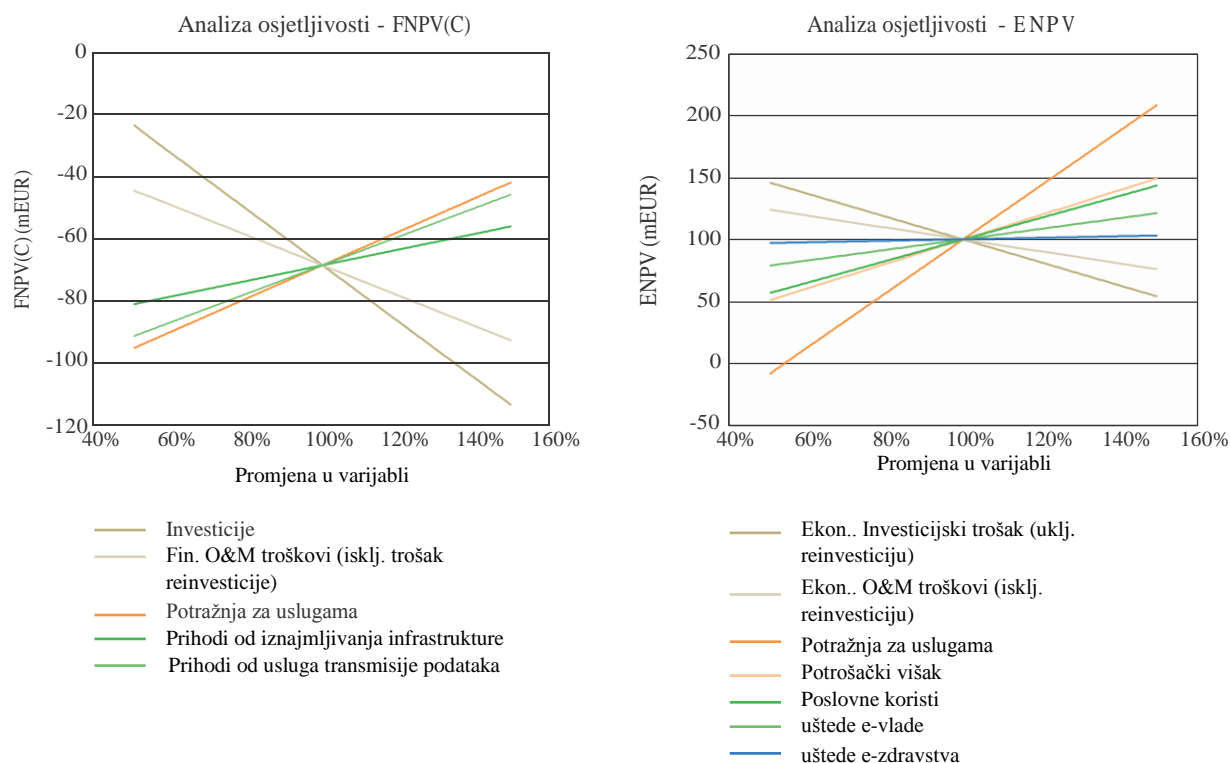 Analiza osjetljivosti - FNPV(C)
0
-20
-40
-60
-80
-100
-120
FNPV(C) (mEUR)
40% 60% 80% 100% 120% 140% 160%
Promjena u varijabli
Investicije
Fin. O&M troškovi (isklj. trošak
reinvesticije)
Potražnja za uslugama
Prihodi od iznajmljivanja infrastrukture
Prihodi od usluga transmisije podataka
Analiza osjetljivosti - ENPV
250
200
150
100
50
0
-50
ENPV (mEUR)
40% 60% 80% 100% 120% 140% 160%
Promjena u varijabli
Ekon.. Investicijski trošak (uklj.
reinvesticiju)
Ekon.. O&M troškovi (isklj.
reinvesticiju)
Potražnja za uslugama
Potrošački višak
Poslovne koristi
uštede e-vlade
uštede e-zdravstva